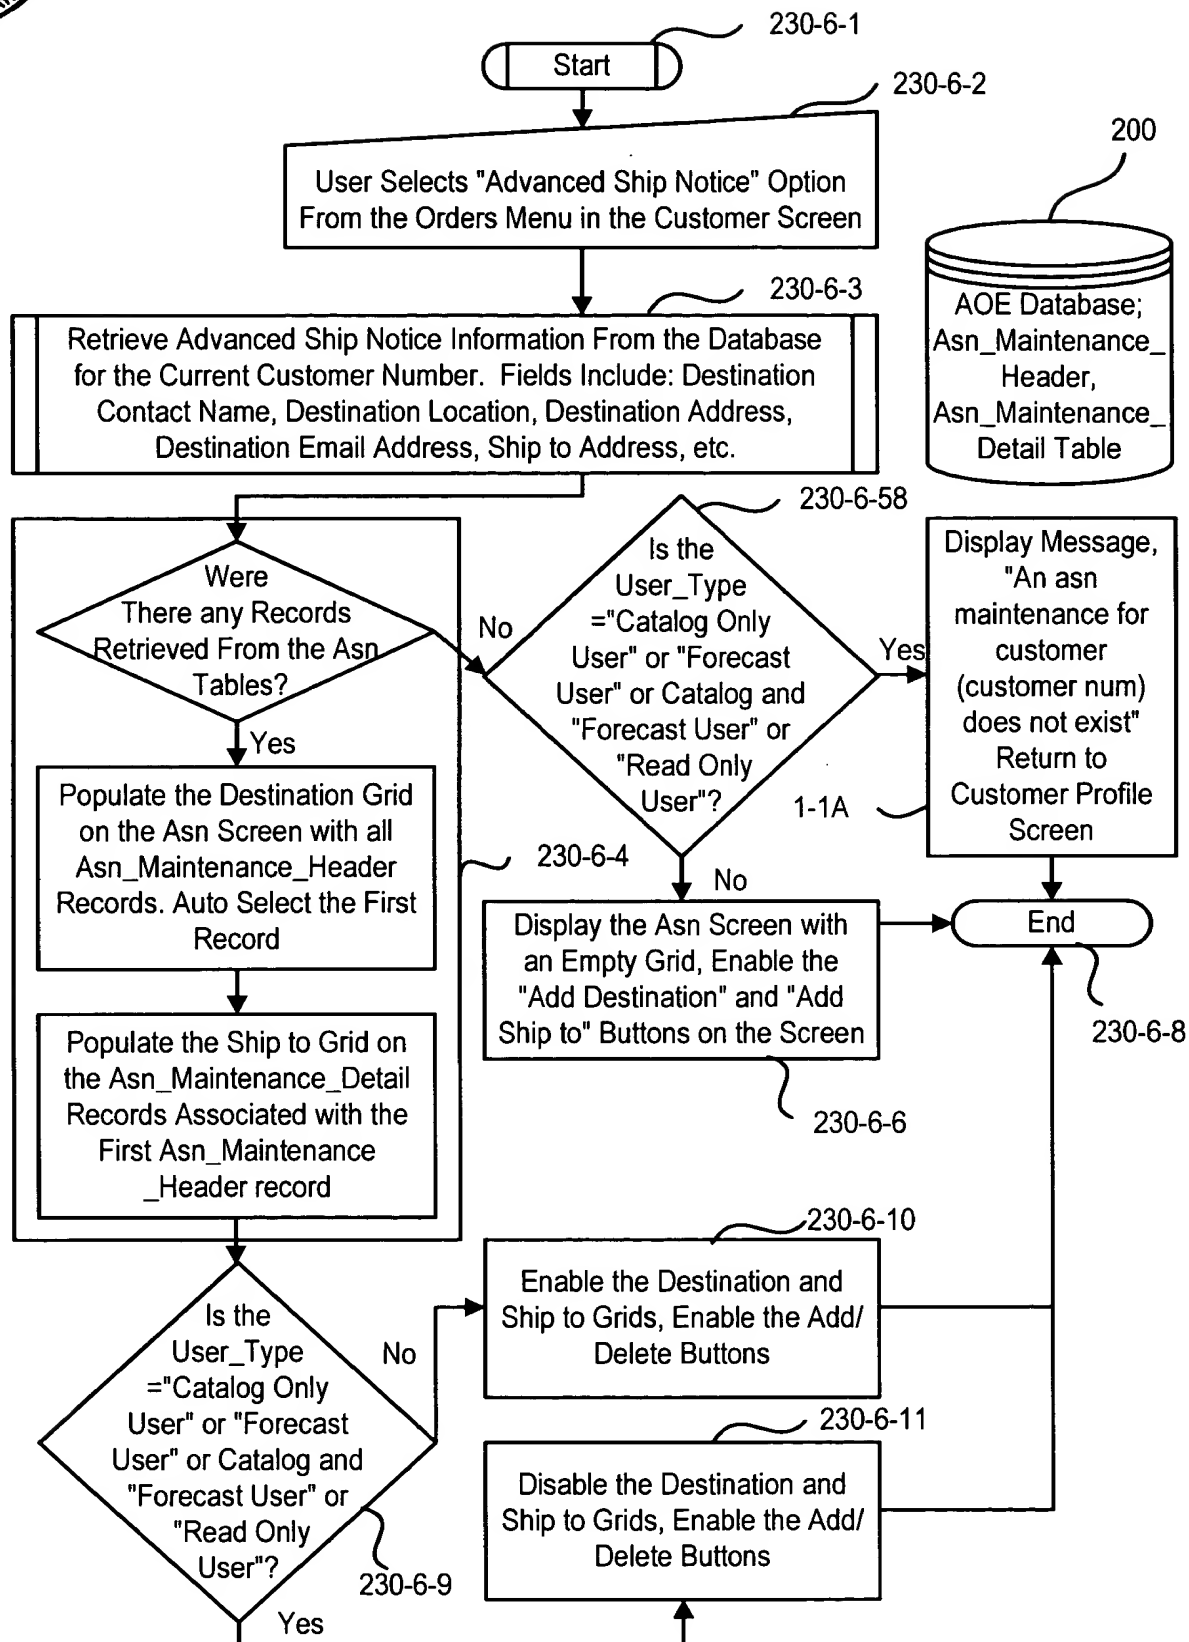 230-6-1
Start
230-6-2
User Selects "Advanced Ship Notice" Option
From the Orders Menu in the Customer Screen
200
AOE Database;
Asn_Maintenance_
Header,
Asn_Maintenance_
Detail Table
230-6-3
Retrieve Advanced Ship Notice Information From the Database
for the Current Customer Number. Fields Include: Destination
Contact Name, Destination Location, Destination Address,
Destination Email Address, Ship to Address, etc.
Were
There any Records
Retrieved From the Asn
Tables?
No
Yes
230-6-58
Is the
User_Type
="Catalog Only
User" or "Forecast
User" or Catalog and
"Forecast User" or
"Read Only
User"?
Yes
No
Display Message,
"An asn
maintenance for
customer
(customer num)
does not exist"
Return to
Customer Profile
Screen
1-1A
Populate the Destination Grid
on the Asn Screen with all
Asn_Maintenance_Header
Records. Auto Select the First
Record
230-6-4
Display the Asn Screen with
an Empty Grid, Enable the
"Add Destination" and "Add
Ship to" Buttons on the Screen
230-6-6
End
230-6-8
Populate the Ship to Grid on
the Asn_Maintenance_Detail
Records Associated with the
First Asn_Maintenance
_Header record
230-6-10
Enable the Destination and
Ship to Grids, Enable the Add/
Delete Buttons
Is the
User_Type
="Catalog Only
User" or "Forecast
User" or Catalog and
"Forecast User" or
"Read Only
User"?
No
230-6-9
Yes
230-6-11
Disable the Destination and
Ship to Grids, Enable the Add/
Delete Buttons